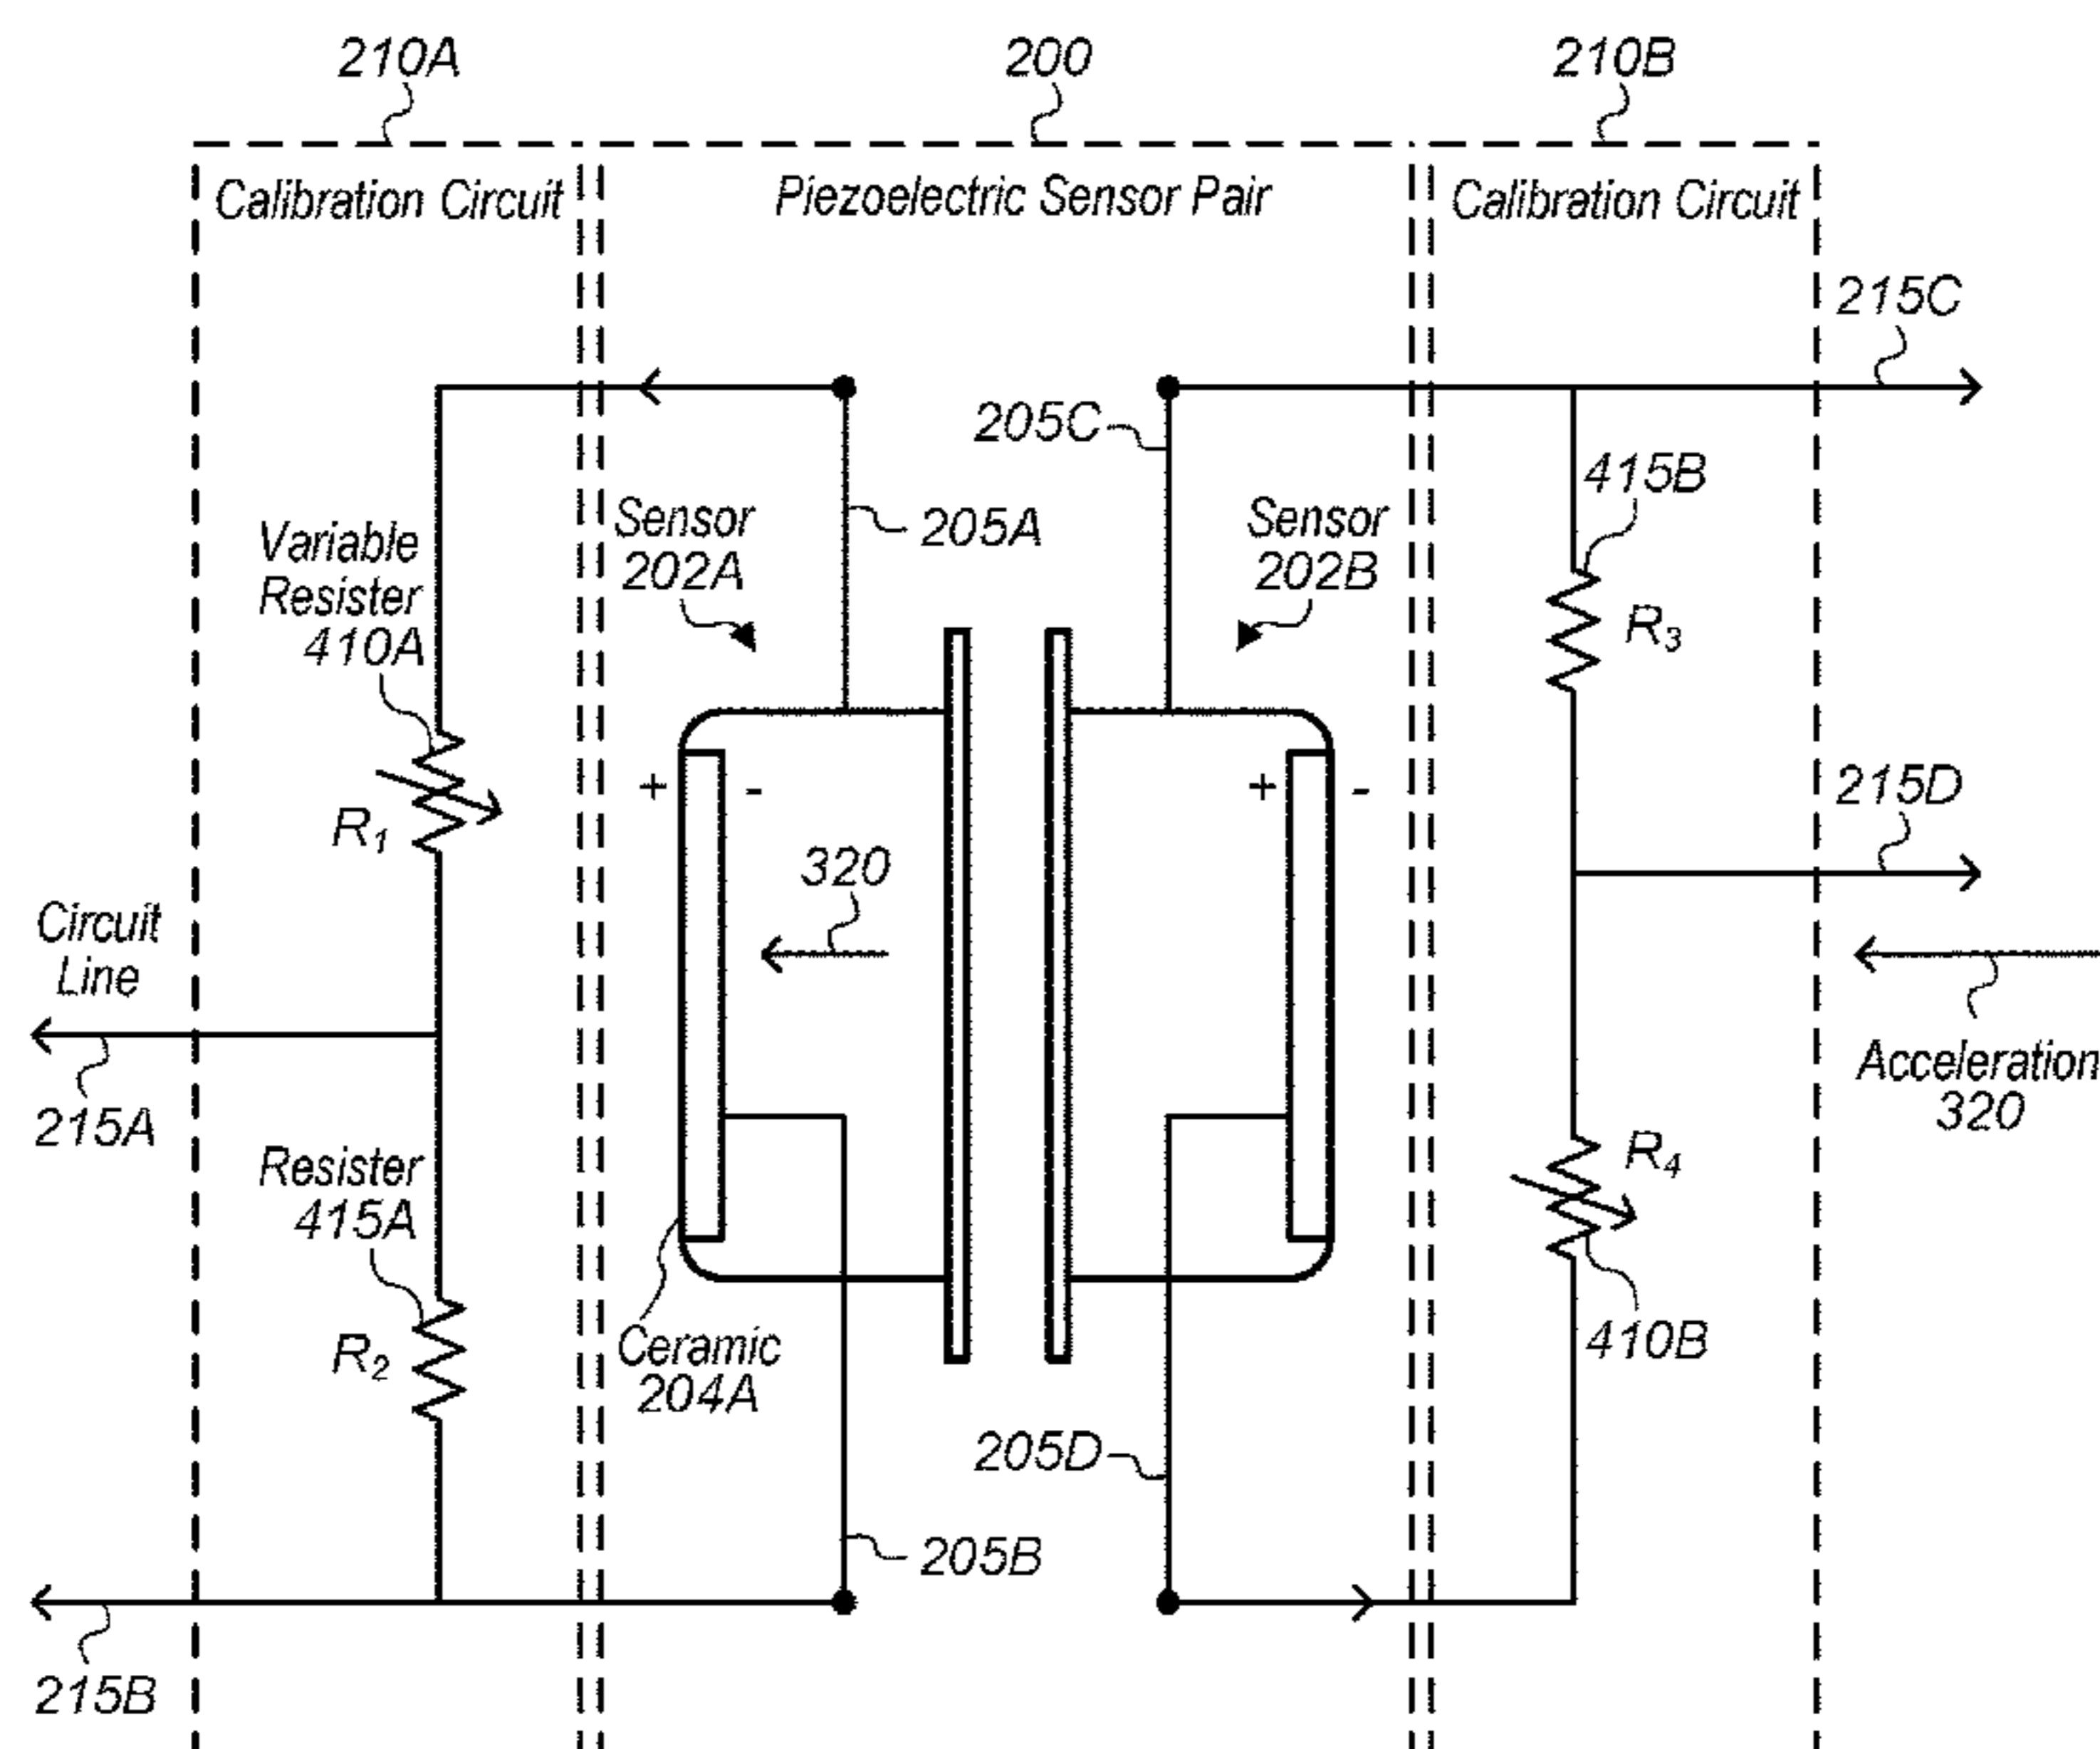 210A
200
210B
Calibration Circuit
Piezoelectric Sensor Pair
Calibration Circuit
215C
205C
415B
Sensor
202A
205A
Sensor
202B
Variable
Resister
410A
R3
+
-
+
-
215D
R1
320
Circuit
Line
Acceleration
320
215A
Resister
415A
R4
Ceramic
204A
R2
410B
205D
205B
215B